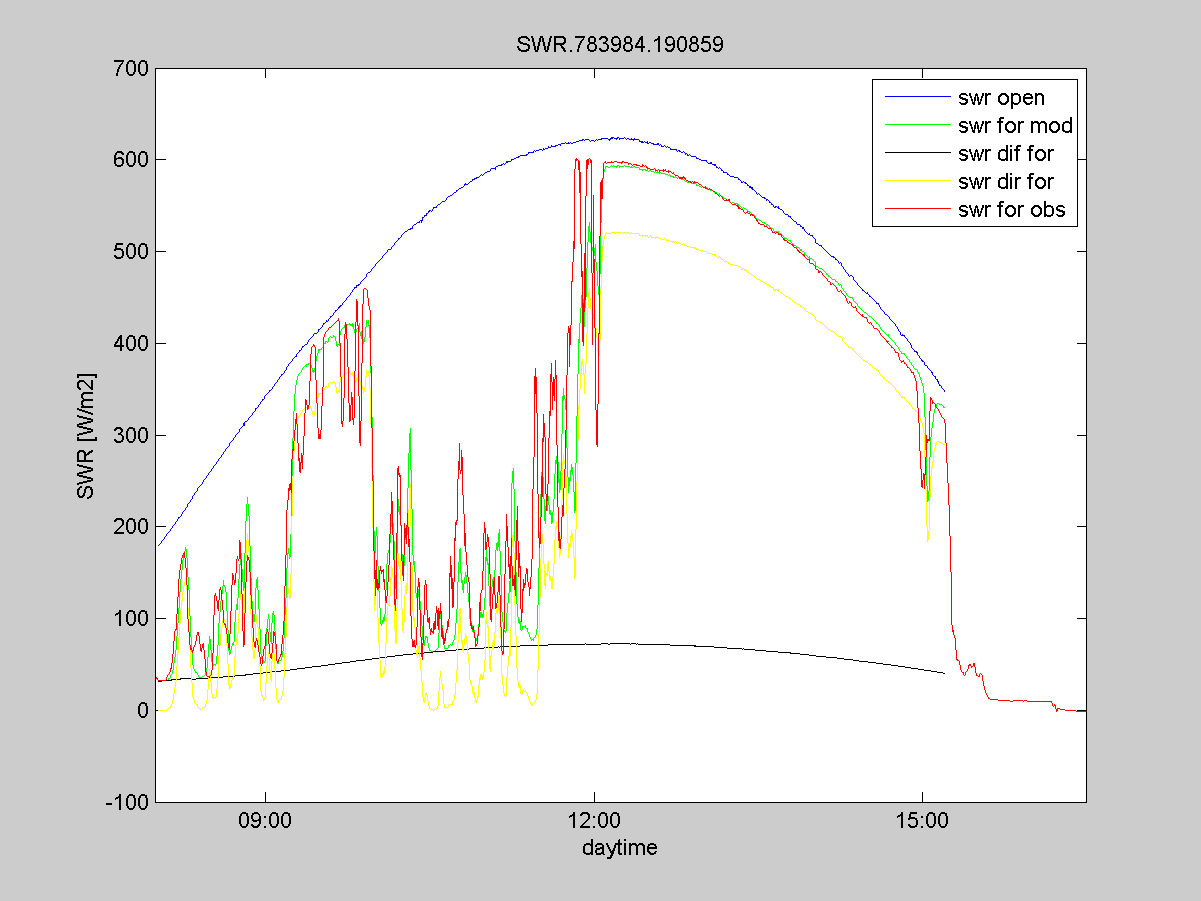 SWR.783984.190859
700
600
500
400
300
200
100
0
-100
SWR [W/m2]
09:00
12:00
15:00
daytime
swr open
swr for mod
swr dif for
swr dir for
swr for obs